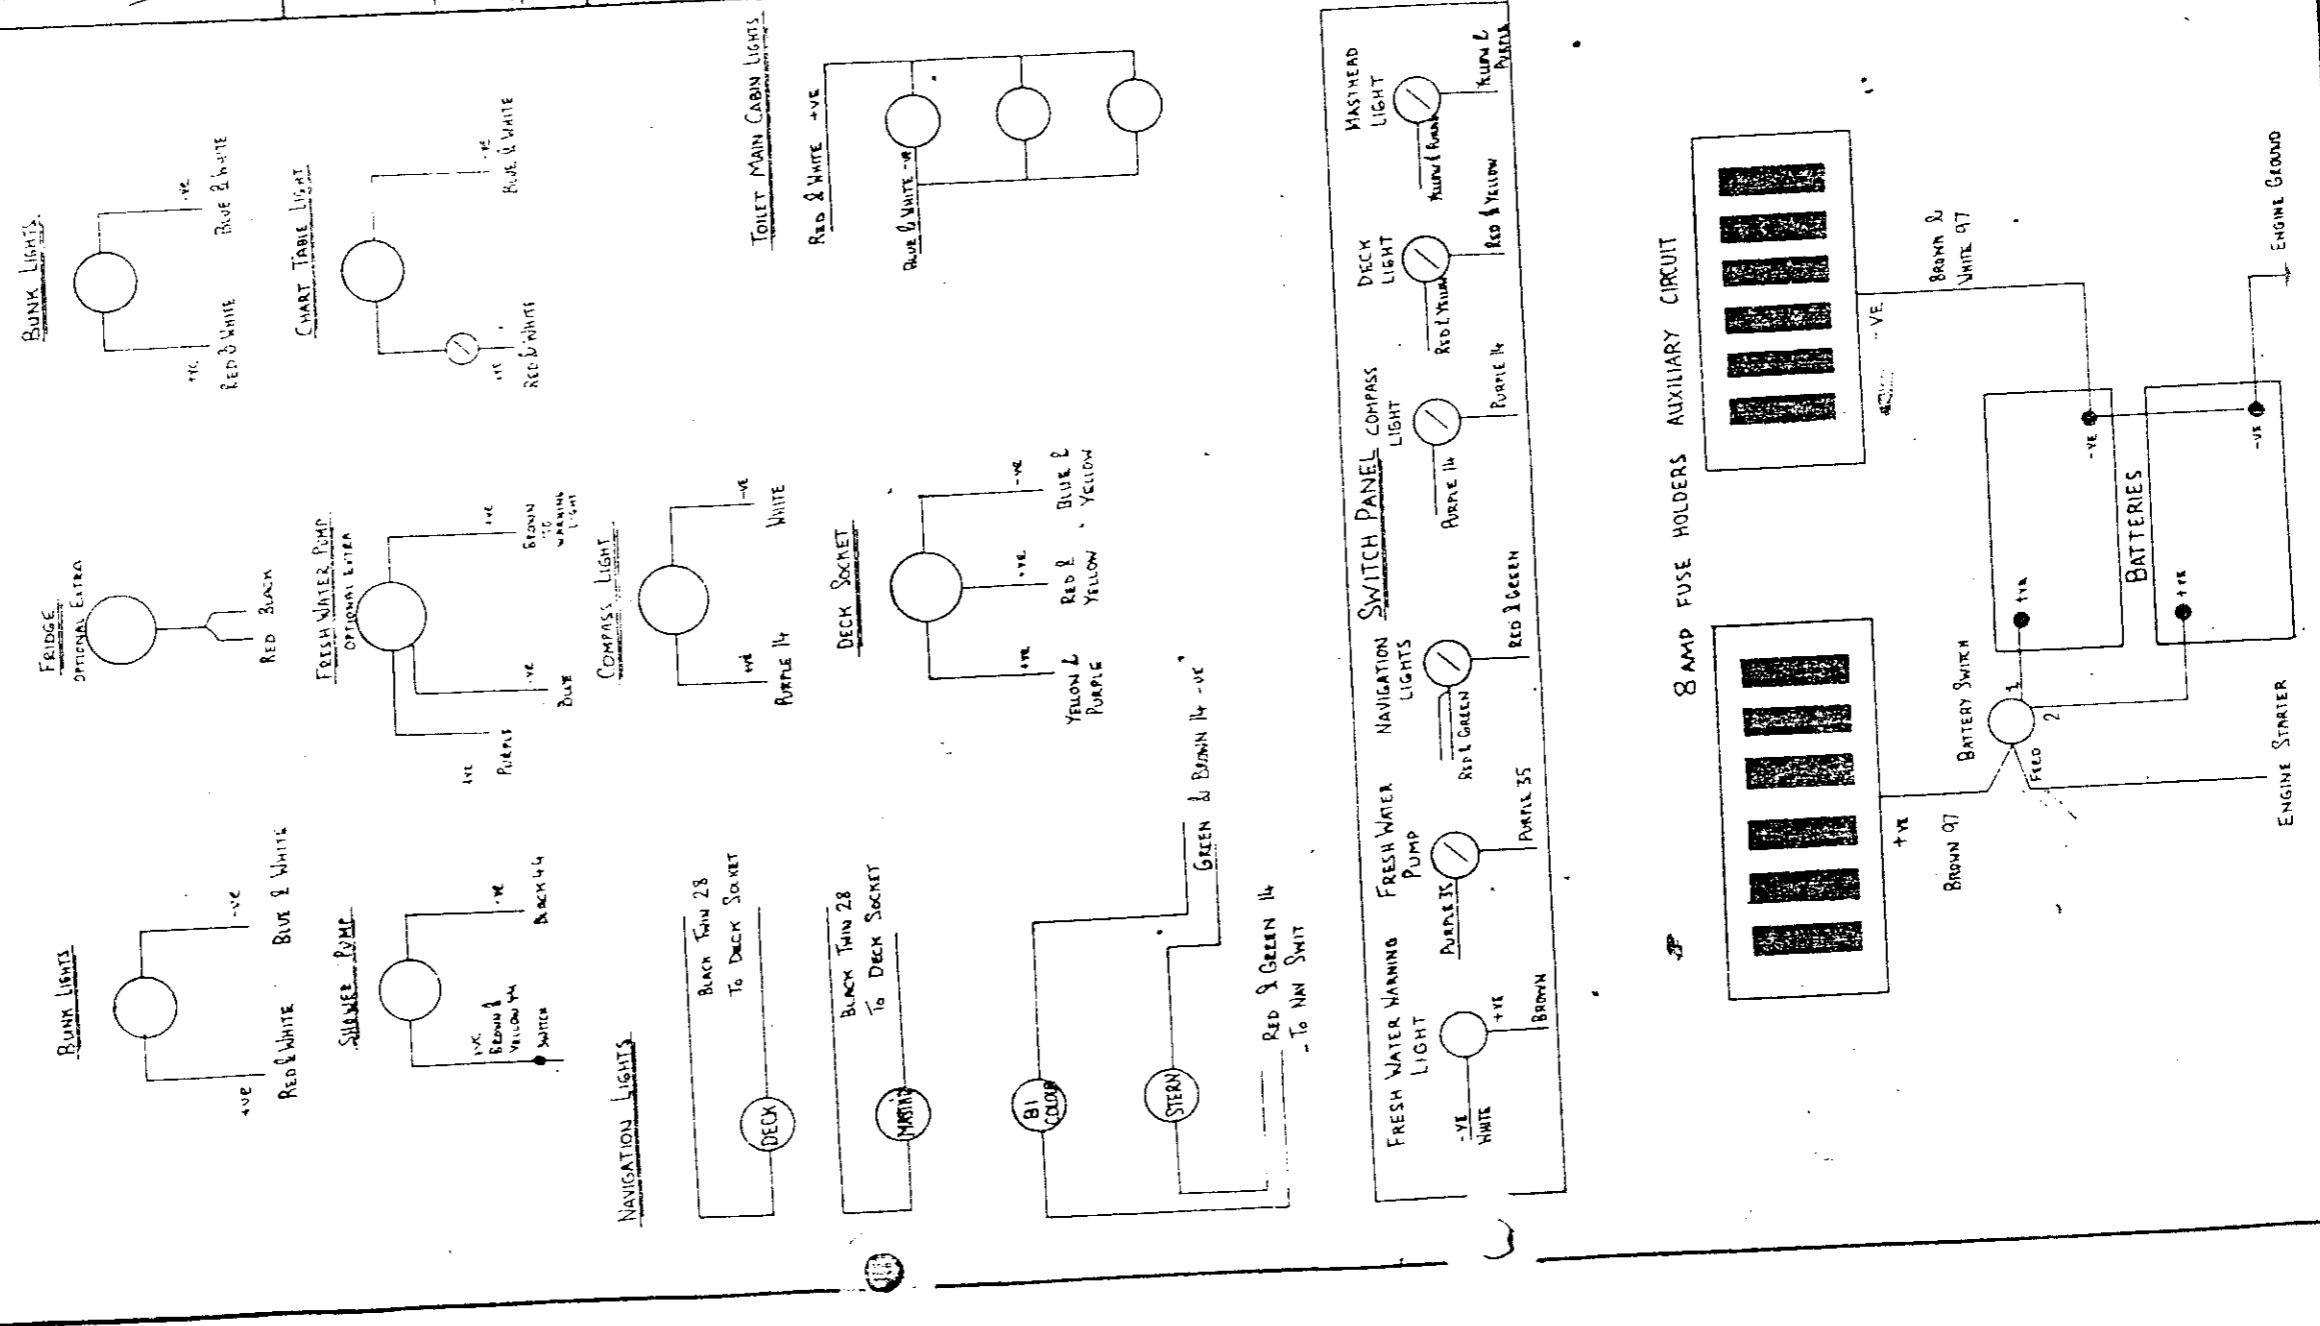 BUNK LIGHTS
+VE
RED & WHITE
-VE
BLUE & WHITE
FRIDGE
OPTIONAL EXTRA
RED
BLACK
BUNK LIGHTS
+VE
RED & WHITE
-VE
BLUE & WHITE
SHOWER PUMP
+VE
BROWN &
YELLOW 44
SWITCH
-VE
BLACK 44
FRESH WATER PUMP
OPTIONAL EXTRA
+VE
PURPLE
-VE
BLUE
+VE
BROWN
TO
WARNING
LIGHT
CHART TABLE LIGHT
+VE
RED & WHITE
-VE
BLUE & WHITE
COMPASS LIGHT
+VE
PURPLE 14
-VE
WHITE
NAVIGATION LIGHTS
BLACK TWIN 28
TO DECK SOCKET
DECK
BLACK TWIN 28
TO DECK SOCKET
BI
COLOUR
STERN
GREEN & BROWN 14 -VE
RED & GREEN 14
- TO NAV SWIT
DECK SOCKET
+VE
YELLOW &
PURPLE
+VE
RED &
YELLOW
-VE
BLUE &
YELLOW
TOILET MAIN CABIN LIGHTS
RED & WHITE +VE
BLUE & WHITE -VE
SWITCH PANEL
FRESH WATER WARNING
LIGHT
-VE
WHITE
+VE
BROWN
FRESH WATER
PUMP
PURPLE 35
PURPLE 35
NAVIGATION
LIGHTS
RED & GREEN
RED & GREEN
COMPASS
LIGHT
PURPLE 14
PURPLE 14
DECK
LIGHT
RED & YELLOW
RED & YELLOW
MASTHEAD
LIGHT
YELLOW & PURPLE
YELLOW &
PURPLE
8 AMP FUSE HOLDERS AUXILIARY CIRCUIT
+VE
BROWN 97
-VE
BROWN &
WHITE 97
BATTERY SWITCH
1
2
FEED
+VE
-VE
BATTERIES
+VE
-VE
ENGINE STARTER
ENGINE GROUND